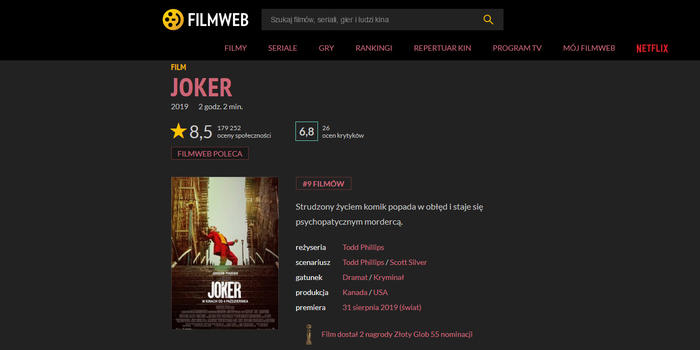 FILMWEB
Szukaj filmów, seriali, gier i ludzi kina
FILMY SERIALE GRY RANKINGI REPERTUAR KIN PROGRAM TV MÓJ FILMWEB NETFLIX
FILM
JOKER
2019 2 godz. 2 min.
8,5 179 252 oceny społeczności
6,8 26 ocen krytyków
FILMWEB POLECA
#9 FILMÓW
Strudzony życiem komik popada w obłęd i staje się
psychopatycznym mordercą.
reżyseria Todd Phillips
scenariusz Todd Phillips / Scott Silver
gatunek Dramat / Kryminał
produkcja Kanada / USA
premiera 31 sierpnia 2019 (świat)
Film dostał 2 nagrody Złoty Glob 55 nominacji
JOAQUIN PHOENIX
JOKER
W KINACH OD 4 PAŹDZIERNIKA